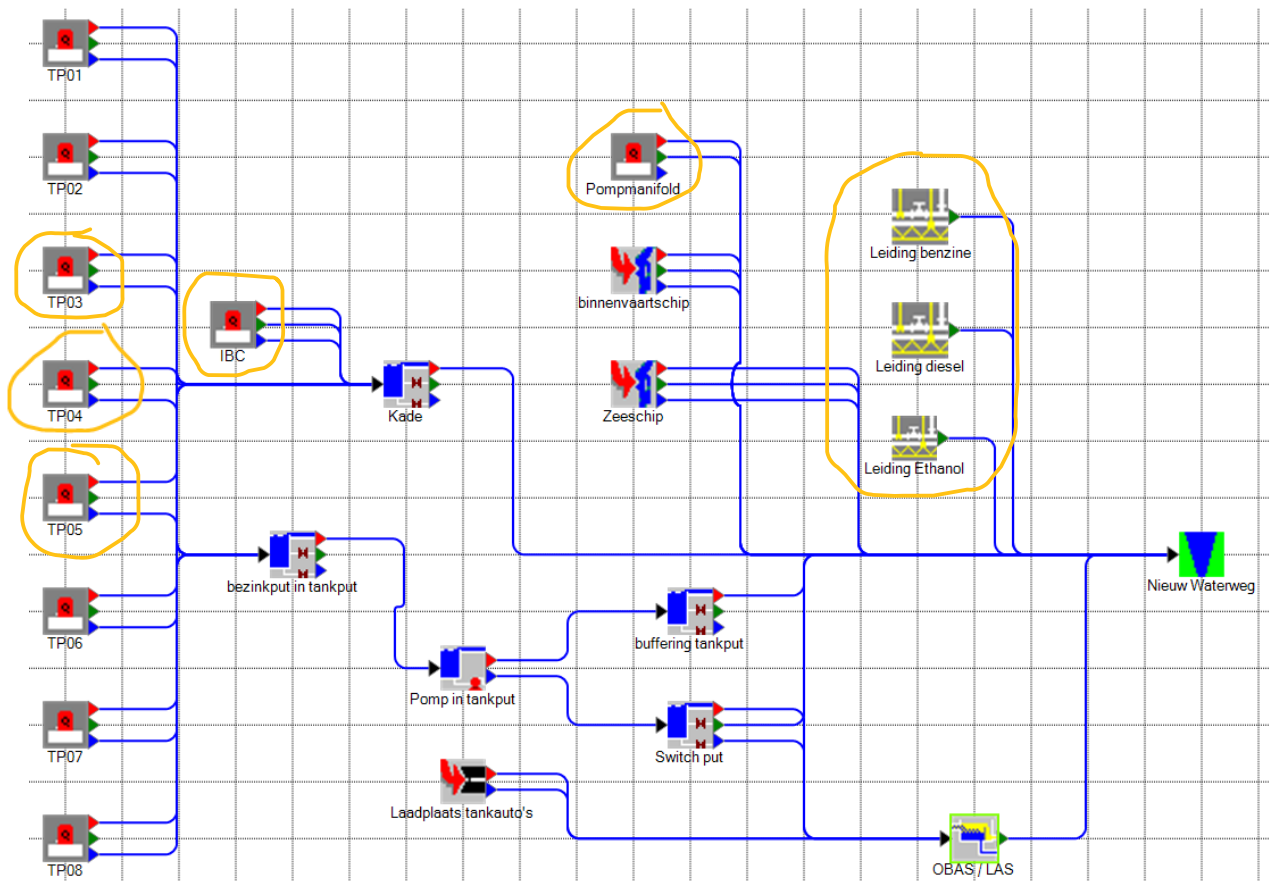 TP01
TP02
Pompmanifold
Leiding benzine
TP03
binnenvaartschip
IBC
Leiding diesel
TP04
Kade
Zeeschip
Leiding Ethanol
TP05
bezinkput in tankput
Nieuw Waterweg
TP06
buffering tankput
Pomp in tankput
TP07
Switch put
Laadplaats tankauto's
TP08
OBAS / LAS